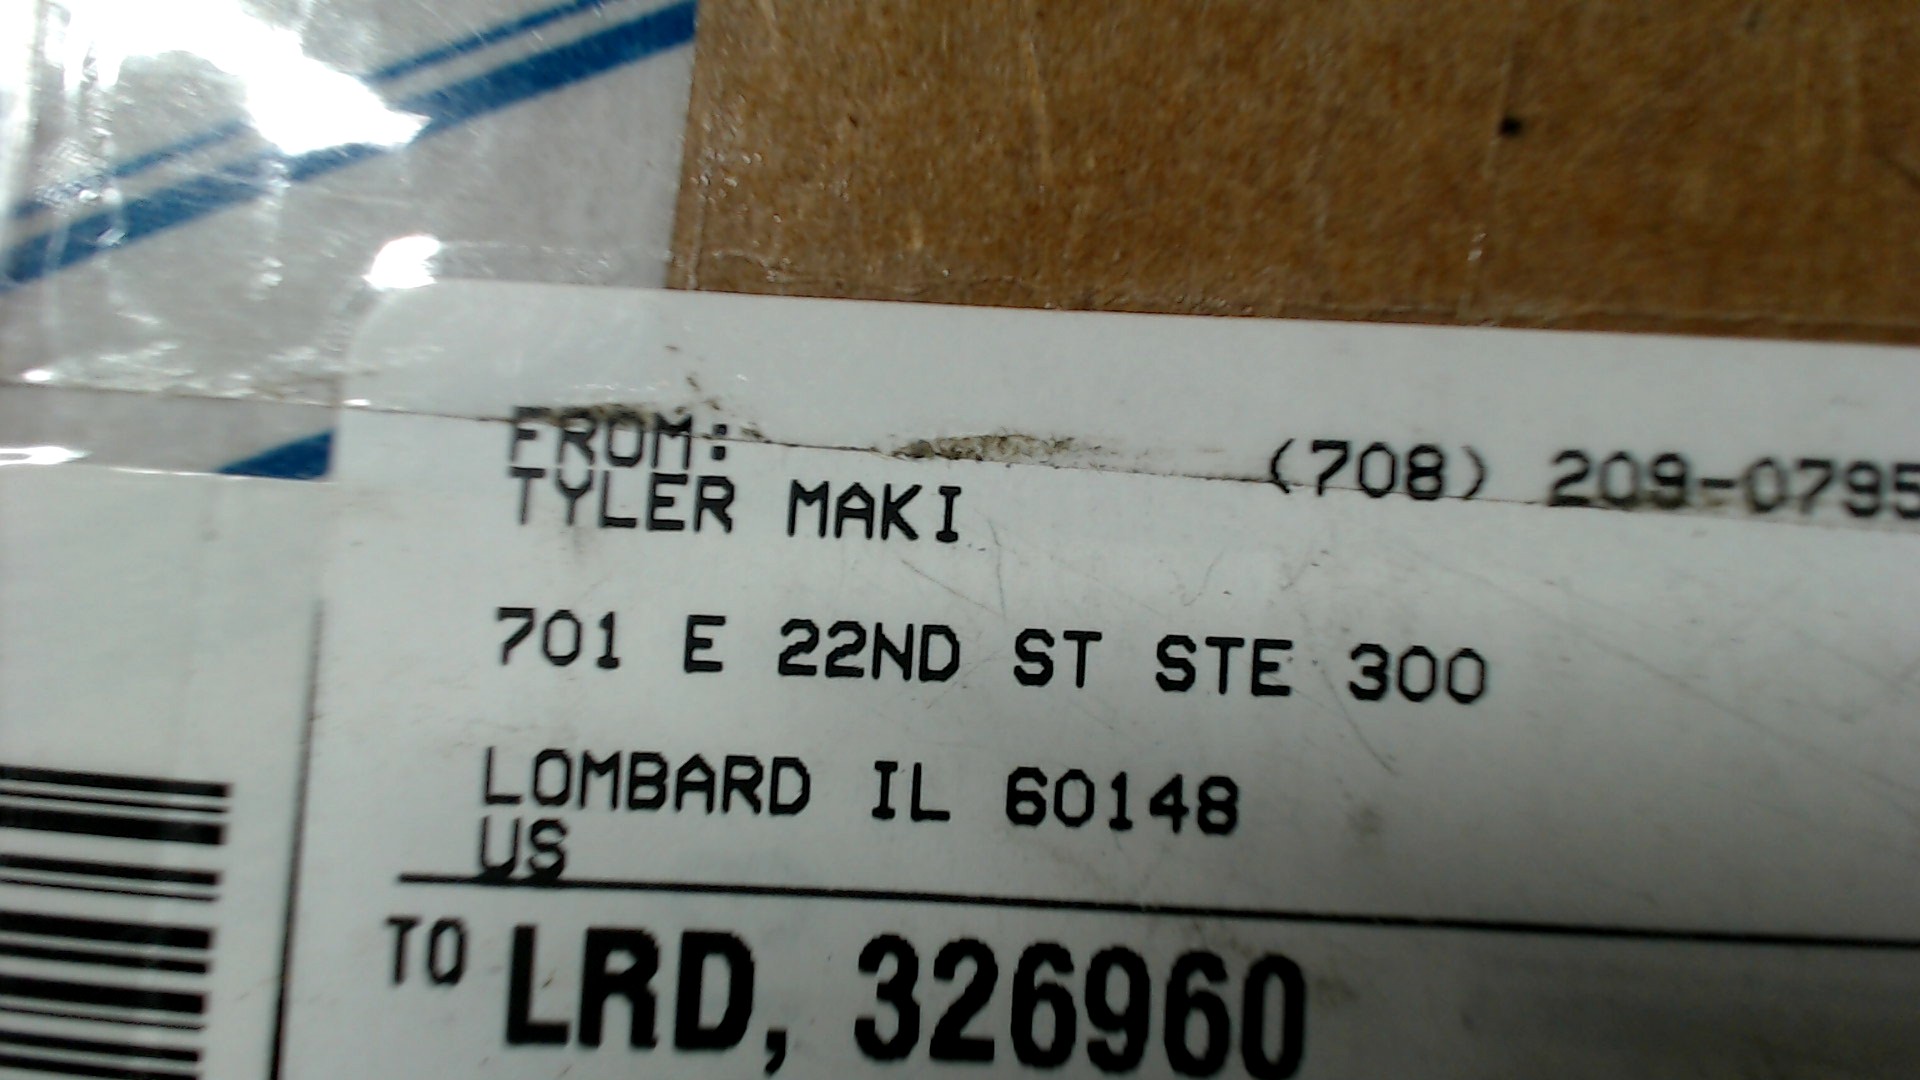 FROM:
TYLER MAKI (708) 209-0795
701 E 22ND ST STE 300
LOMBARD IL 60148
US
TO LRD, 326960